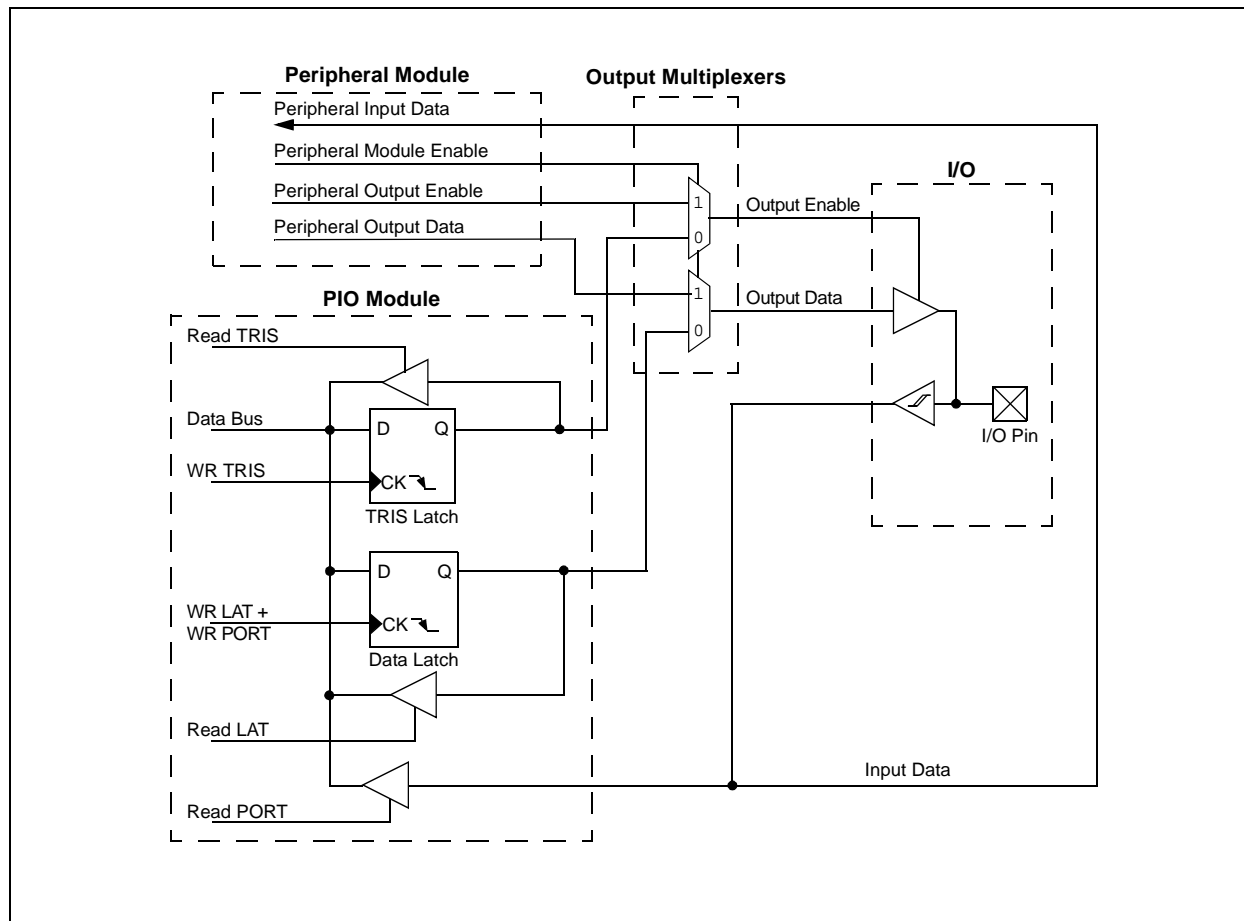 Peripheral Module
Output Multiplexers
Peripheral Input Data
Peripheral Module Enable
I/O
Peripheral Output Enable
1
Output Enable
Peripheral Output Data
0
PIO Module
1
Output Data
Read TRIS
0
Data Bus
D Q
I/O Pin
WR TRIS
CK
TRIS Latch
D Q
WR LAT +
WR PORT
CK
Data Latch
Read LAT
Input Data
Read PORT